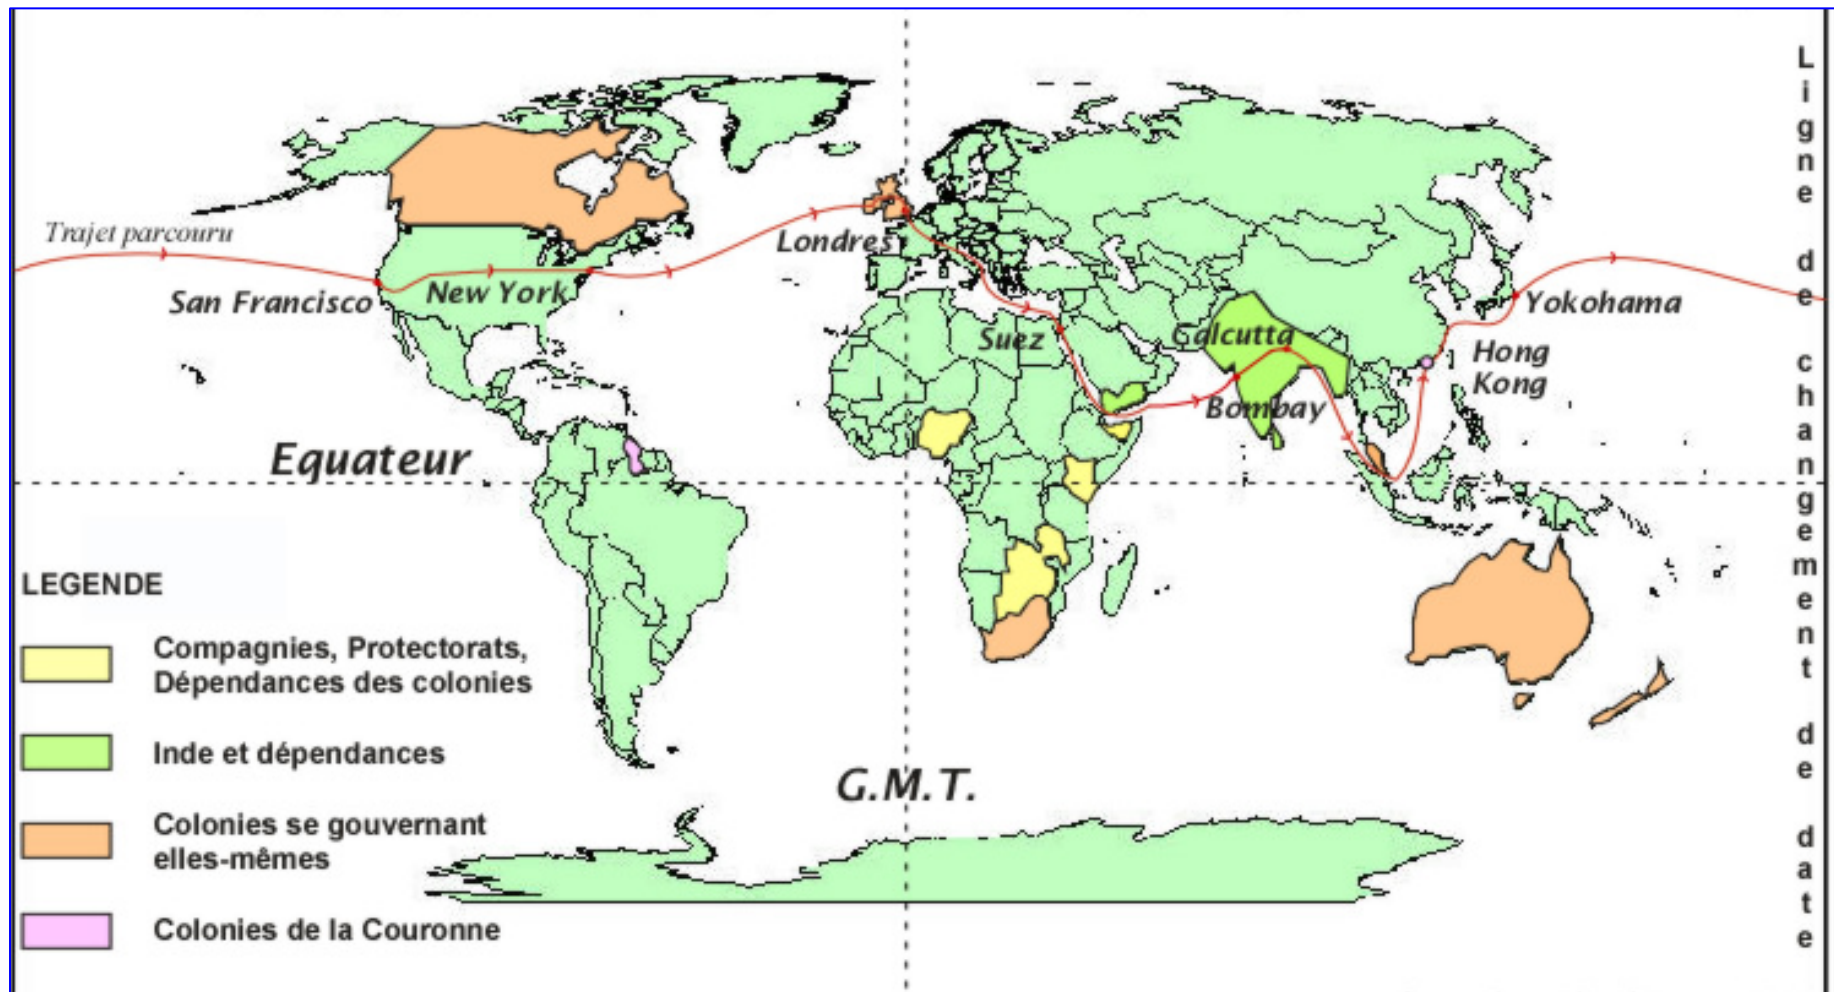 Trajet parcouru
San Francisco
New York
Londres
Suez
Galcutta
Bombay
Hong
Kong
Yokohama
Equateur
G.M.T.
Ligne de changement de date
LEGENDE
Compagnies, Protectorats,
Dépendances des colonies
Inde et dépendances
Colonies se gouvernant
elles-mêmes
Colonies de la Couronne